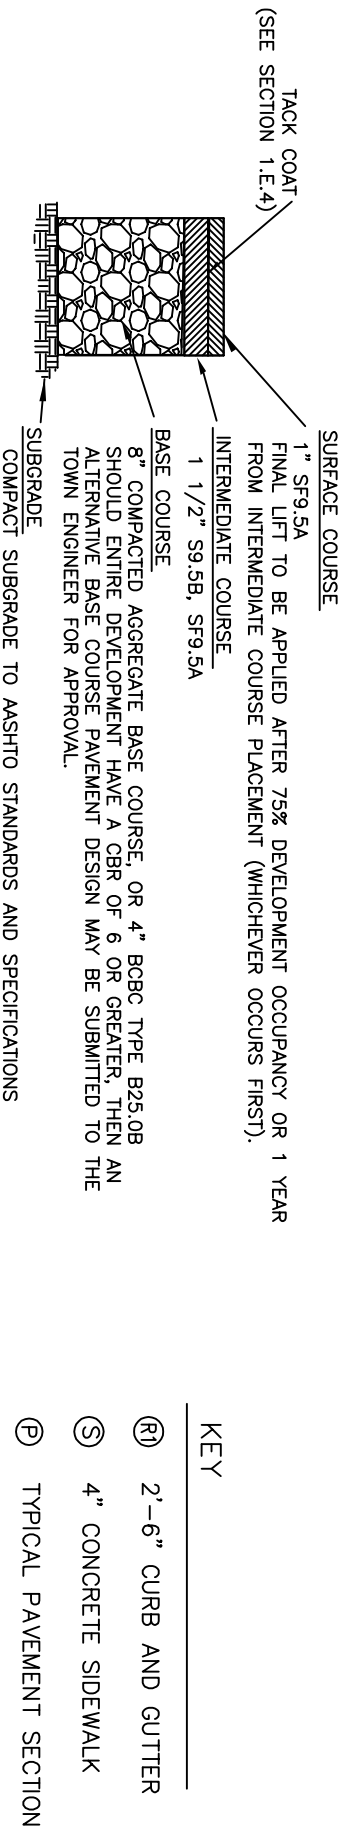 TACK COAT
(SEE SECTION 1.E.4)
SURFACE COURSE
1" SF9.5A
FINAL LIFT TO BE APPLIED AFTER 75% DEVELOPMENT OCCUPANCY OR 1 YEAR
FROM INTERMEDIATE COURSE PLACEMENT (WHICHEVER OCCURS FIRST).
INTERMEDIATE COURSE
1 1/2" S9.5B, SF9.5A
BASE COURSE
8" COMPACTED AGGREGATE BASE COURSE, OR 4" BCBC TYPE B25.0B
SHOULD ENTIRE DEVELOPMENT HAVE A CBR OF 6 OR GREATER, THEN AN
ALTERNATIVE BASE COURSE PAVEMENT DESIGN MAY BE SUBMITTED TO THE
TOWN ENGINEER FOR APPROVAL.
SUBGRADE
COMPACT SUBGRADE TO AASHTO STANDARDS AND SPECIFICATIONS
KEY
R1 2'-6" CURB AND GUTTER
S 4" CONCRETE SIDEWALK
P TYPICAL PAVEMENT SECTION